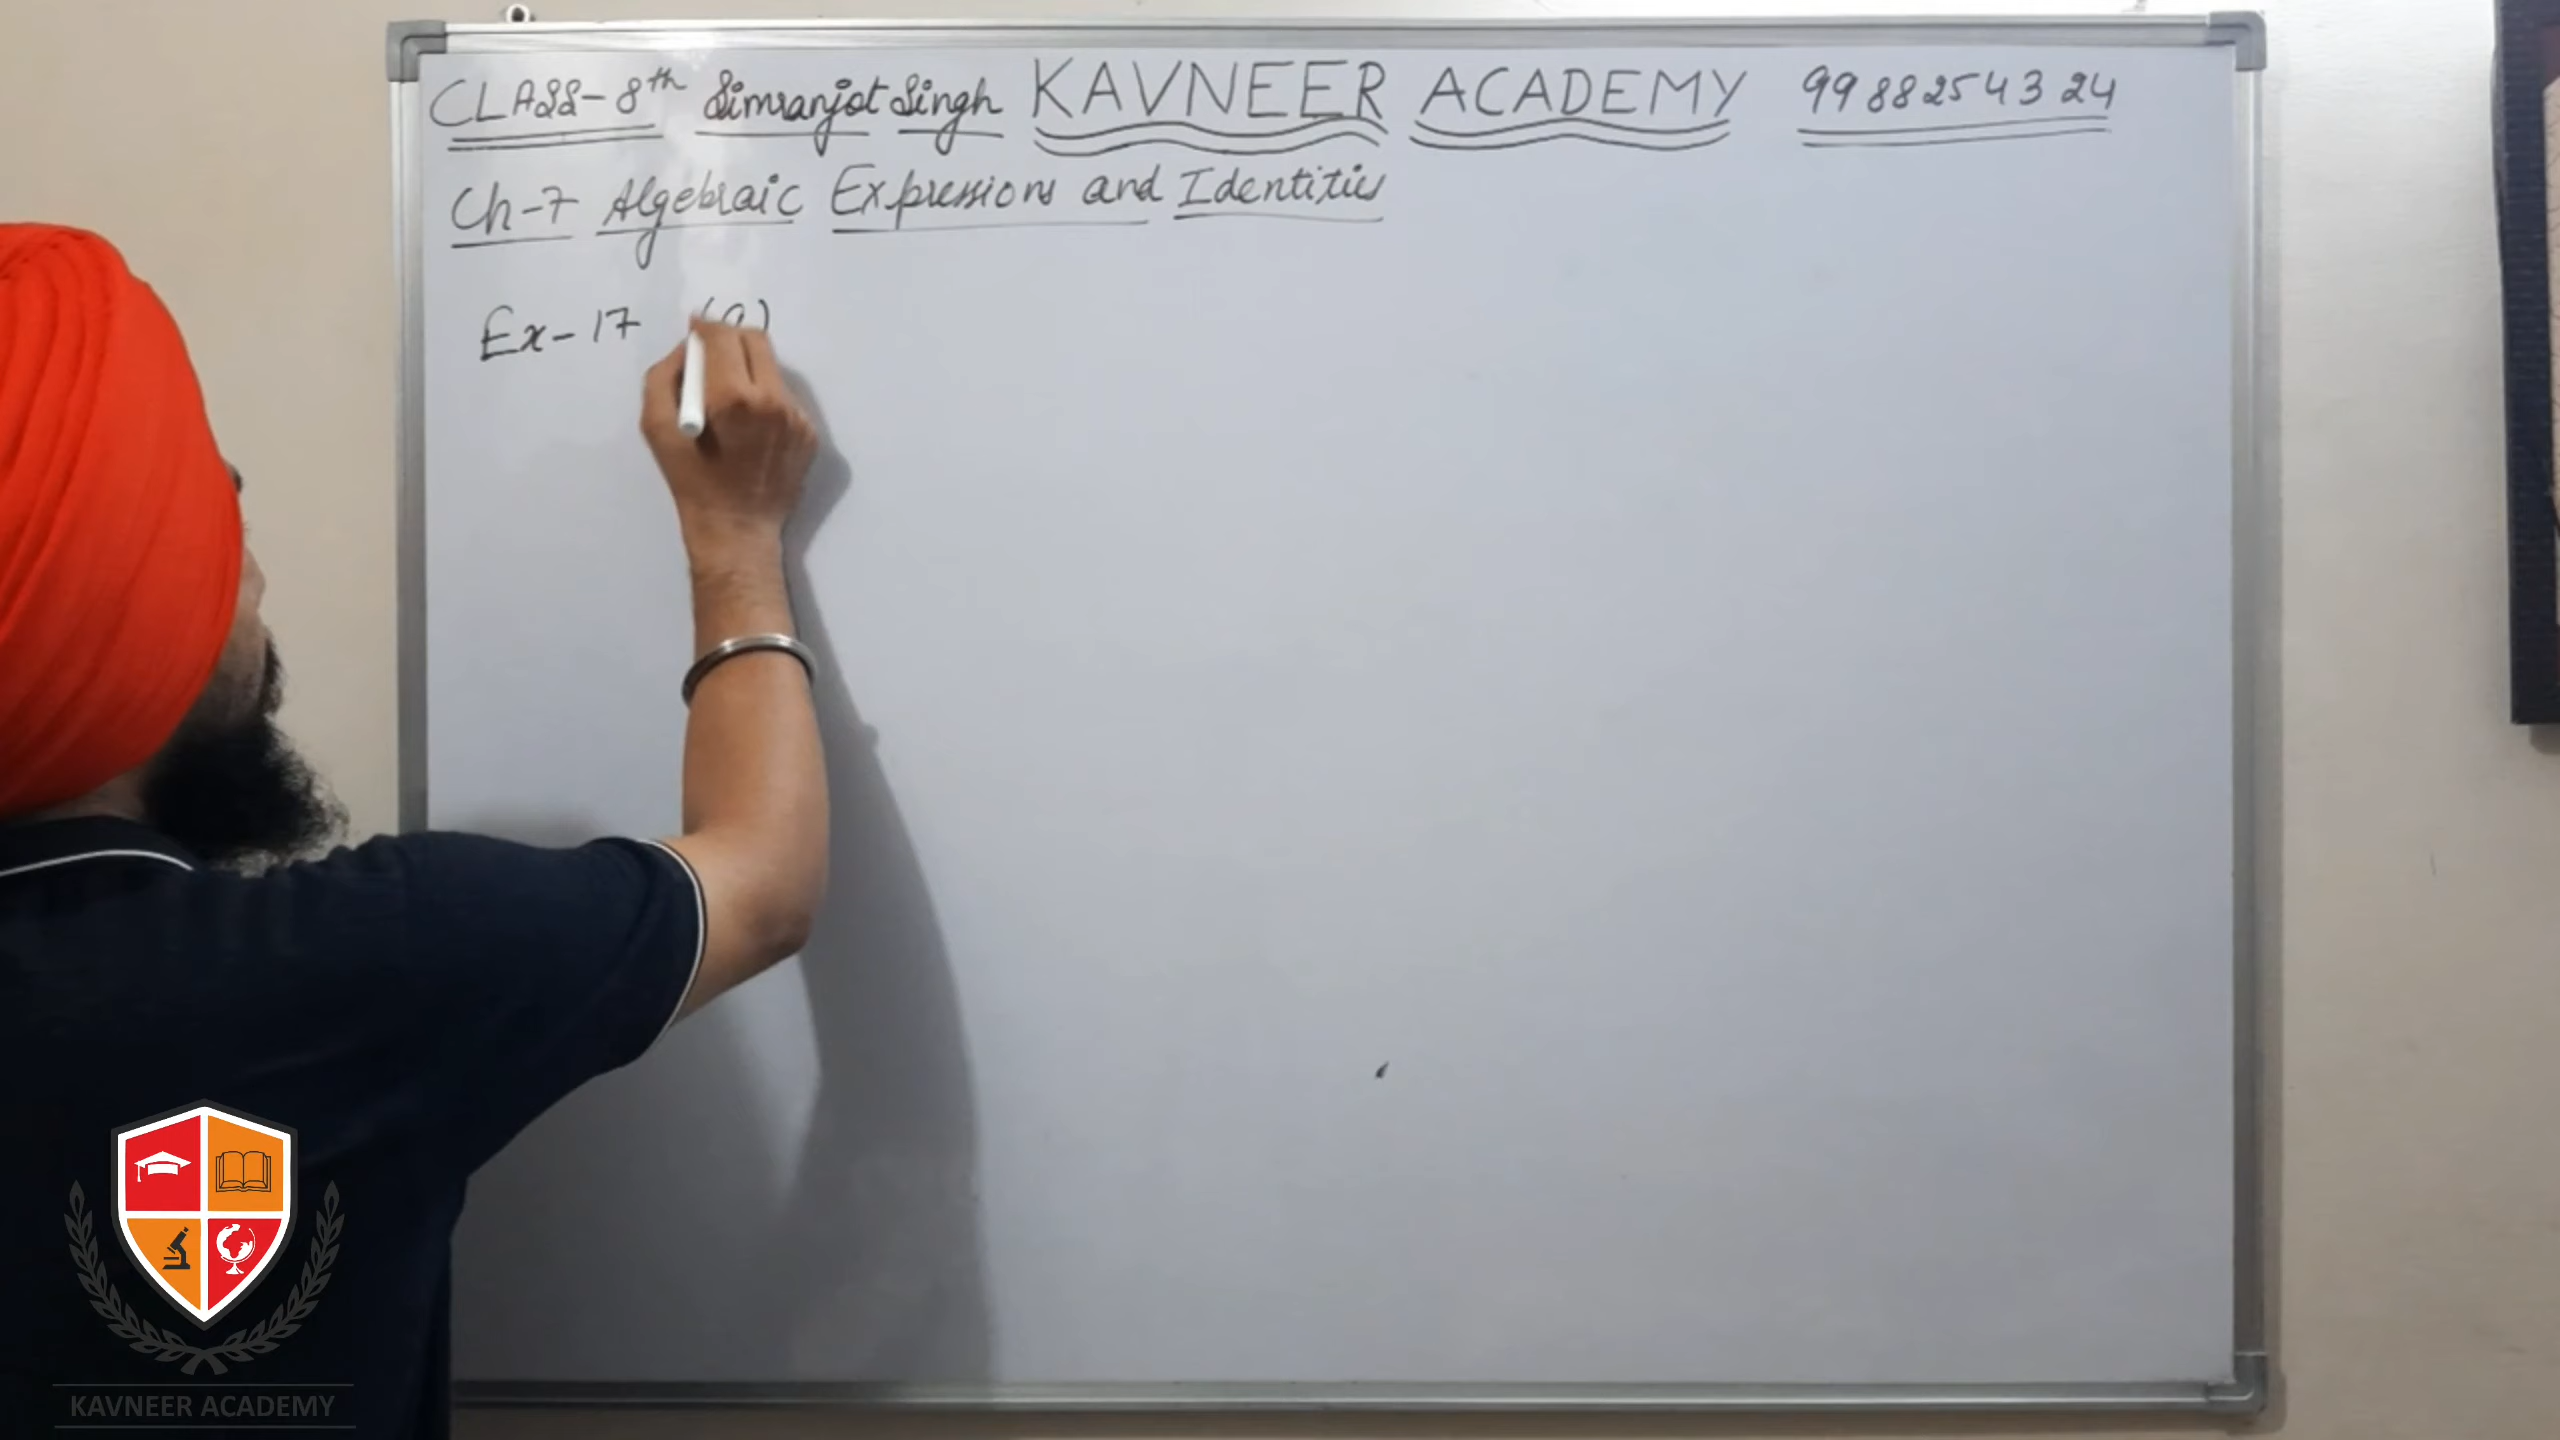 CLASS-8th Simranjot Singh KAVNEER ACADEMY 9988254324
Ch-7 Algebraic Expressions and Identities
Ex-17 (a)
KAVNEER ACADEMY